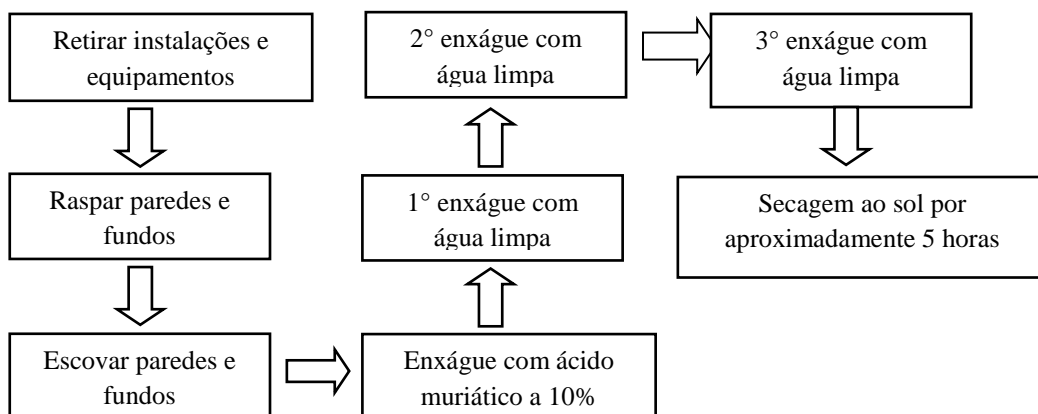 Retirar instalações e
equipamentos
Raspar paredes e
fundos
Escovar paredes e
fundos
Enxágue com ácido
muriático a 10%
1° enxágue com
água limpa
2° enxágue com
água limpa
3° enxágue com
água limpa
Secagem ao sol por
aproximadamente 5 horas